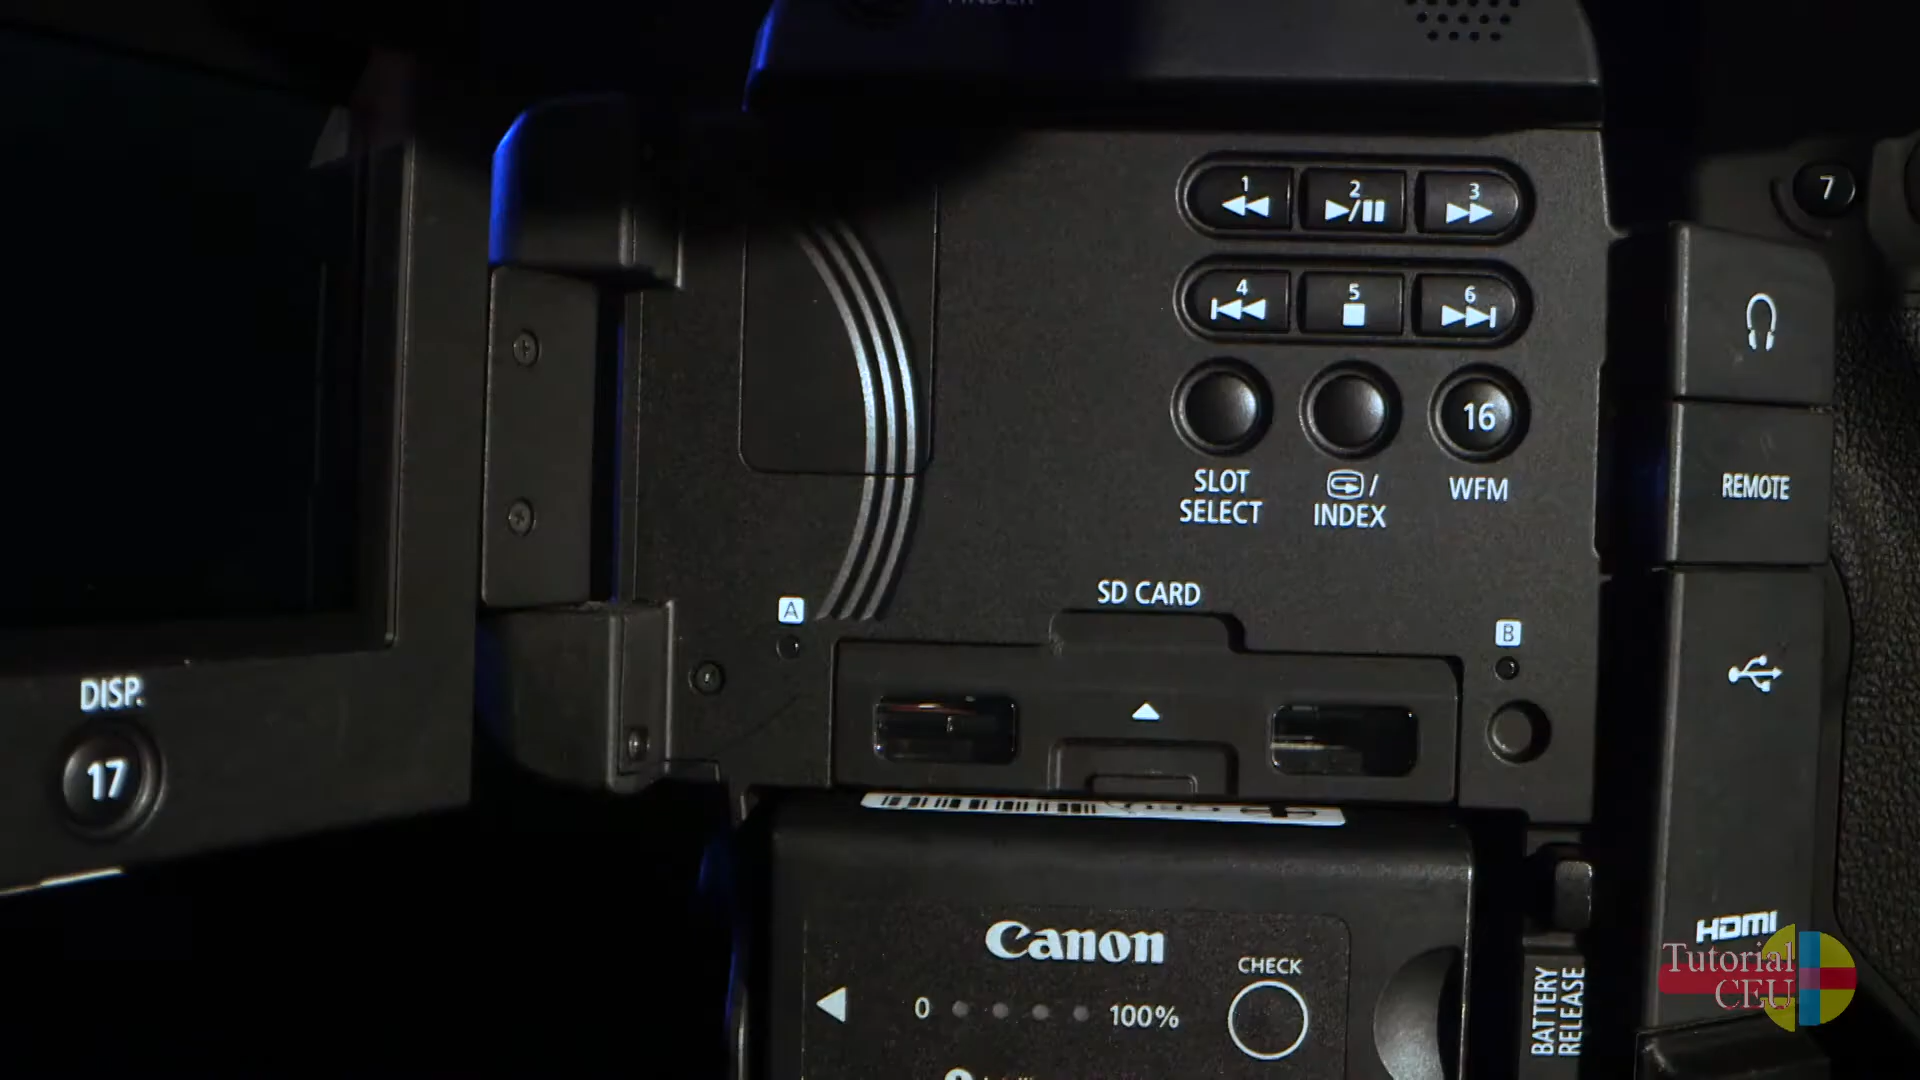 1
2
3
7
4
5
6
16
SLOT
SELECT
/
INDEX
WFM
REMOTE
SD CARD
A
B
DISP.
17
Canon
CHECK
0
100%
BATTERY
RELEASE
HDMI
Tutorial
CEU